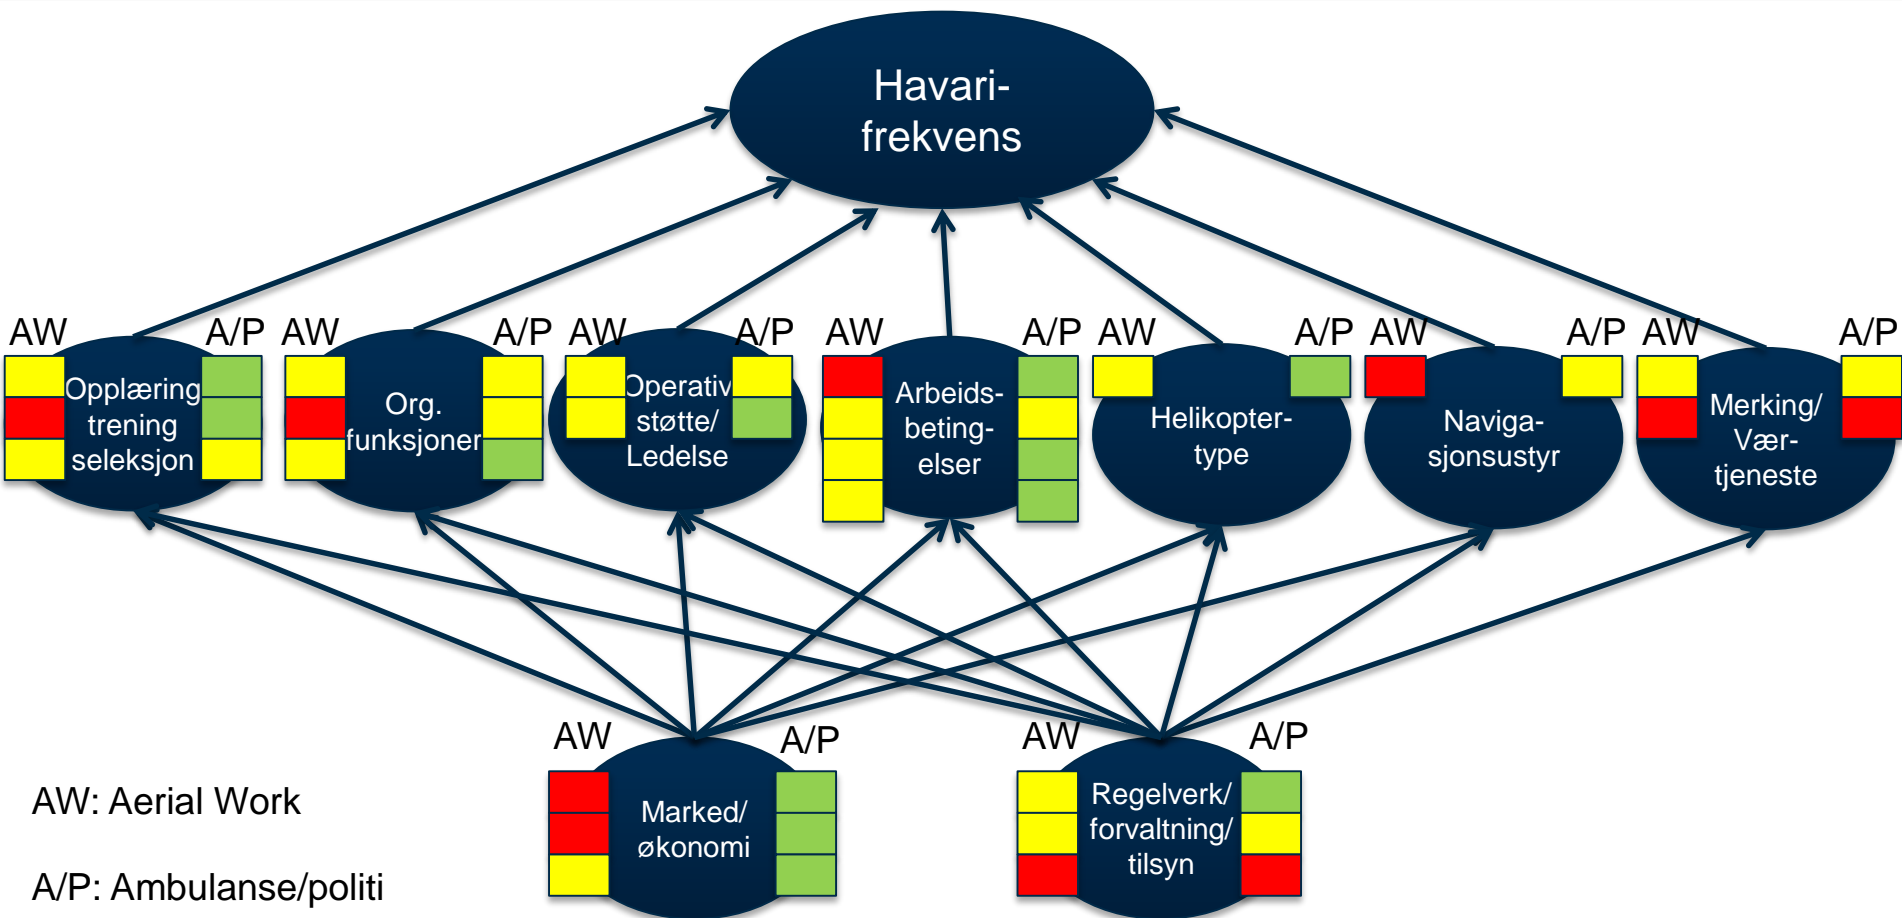 Havari-
frekvens
AW
A/P
AW
A/P
AW
A/P
AW
A/P
AW
A/P
AW
A/P
AW
A/P
Opplæring
trening
seleksjon
Org.
funksjoner
Operativ
støtte/
Ledelse
Arbeids-
beting-
elser
Helikopter-
type
Naviga-
sjonsustyr
Merking/
Vær-
tjeneste
AW
A/P
AW
A/P
Marked/
økonomi
Regelverk/
forvaltning/
tilsyn
AW: Aerial Work
A/P: Ambulanse/politi